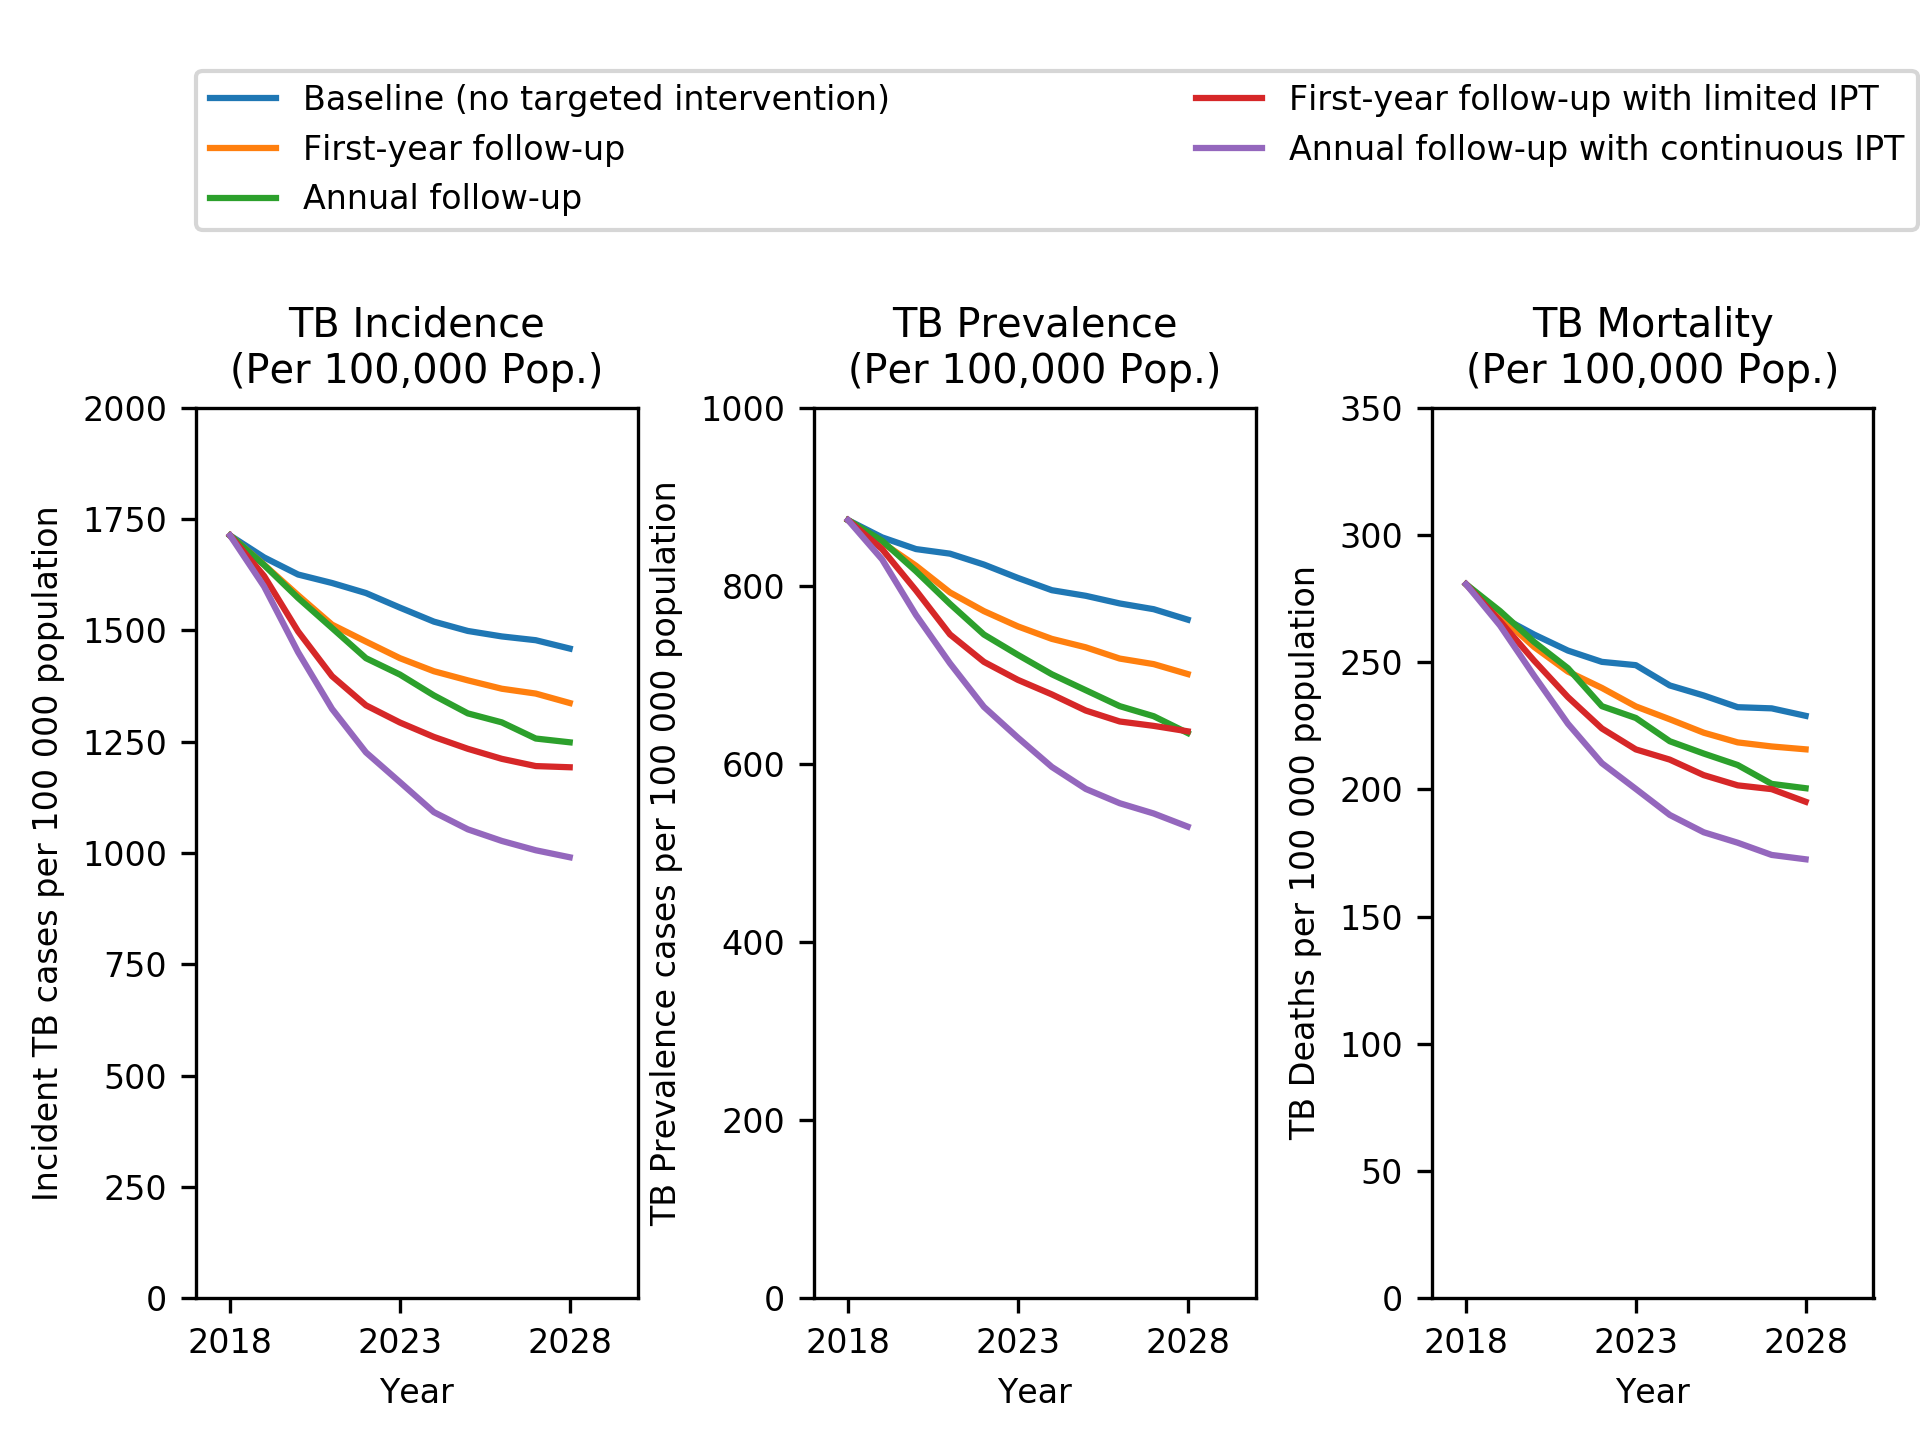 Baseline (no targeted intervention)
First-year follow-up
Annual follow-up
First-year follow-up with limited IPT
Annual follow-up with continuous IPT
TB Incidence
(Per 100,000 Pop.)
Incident TB cases per 100 000 population
2000
1750
1500
1250
1000
750
500
250
0
2018
2023
2028
Year
TB Prevalence
(Per 100,000 Pop.)
TB Prevalence cases per 100 000 population
1000
800
600
400
200
0
2018
2023
2028
Year
TB Mortality
(Per 100,000 Pop.)
TB Deaths per 100 000 population
350
300
250
200
150
100
50
0
2018
2023
2028
Year